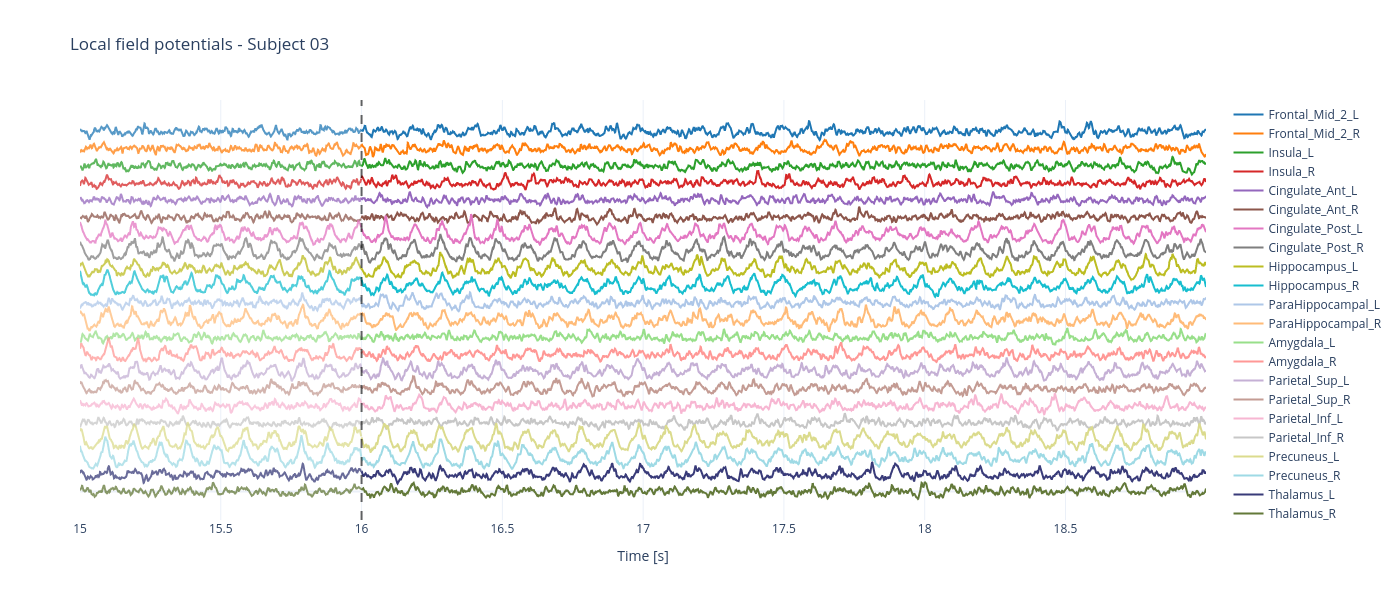 Local field potentials - Subject 03
Frontal_Mid_2_L
Frontal_Mid_2_R
Insula_L
Insula_R
Cingulate_Ant_L
Cingulate_Ant_R
Cingulate_Post_L
Cingulate_Post_R
Hippocampus_L
Hippocampus_R
ParaHippocampal_L
ParaHippocampal_R
Amygdala_L
Amygdala_R
Parietal_Sup_L
Parietal_Sup_R
Parietal_Inf_L
Parietal_Inf_R
Precuneus_L
Precuneus_R
Thalamus_L
Thalamus_R
15 15.5 16 16.5 17 17.5 18 18.5
Time [s]